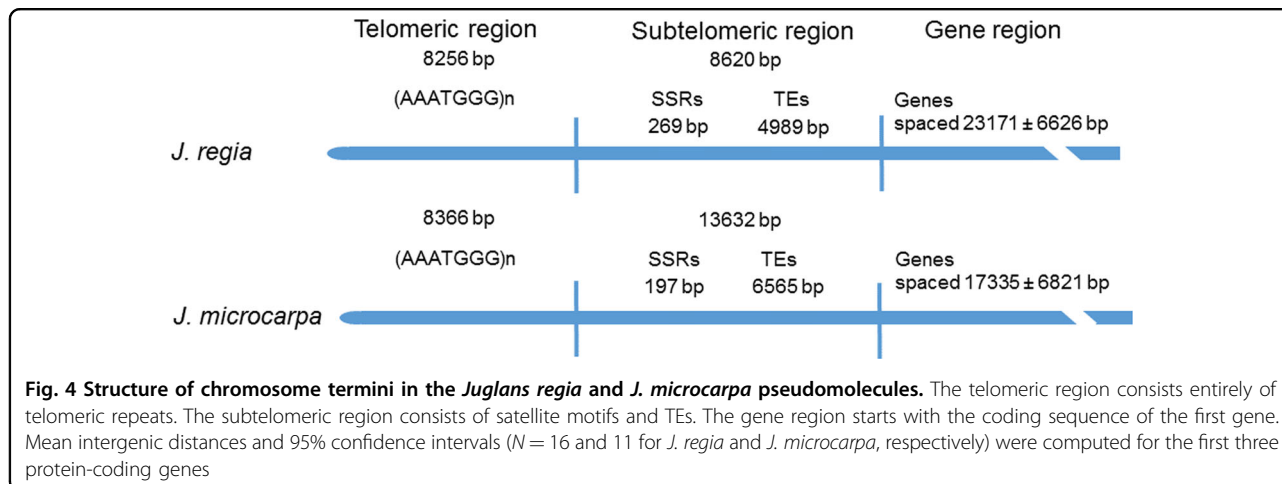 Telomeric region Subtelomeric region Gene region
8256 bp 8620 bp
(AAATGGG)n SSRs TEs Genes
269 bp 4989 bp spaced 23171 ± 6626 bp
J. regia
8366 bp 13632 bp
(AAATGGG)n SSRs TEs Genes
197 bp 6565 bp spaced 17335 ± 6821 bp
J. microcarpa
Fig. 4 Structure of chromosome termini in the Juglans regia and J. microcarpa pseudomolecules. The telomeric region consists entirely of
telomeric repeats. The subtelomeric region consists of satellite motifs and TEs. The gene region starts with the coding sequence of the first gene.
Mean intergenic distances and 95% confidence intervals (N = 16 and 11 for J. regia and J. microcarpa, respectively) were computed for the first three
protein-coding genes